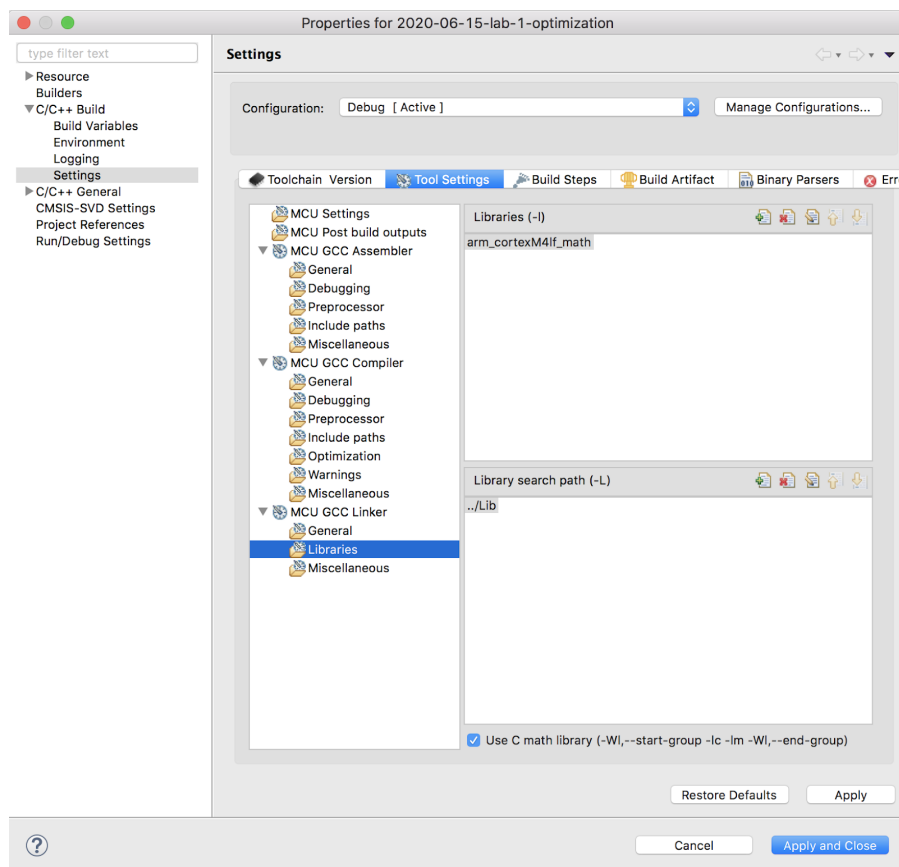 Properties for 2020-06-15-lab-1-optimization
type filter text
Resource
Builders
C/C++ Build
Build Variables
Environment
Logging
Settings
C/C++ General
CMSIS-SVD Settings
Project References
Run/Debug Settings
Settings
Configuration: Debug [ Active ] Manage Configurations...
Toolchain Version Tool Settings Build Steps Build Artifact Binary Parsers Err
MCU Settings
MCU Post build outputs
MCU GCC Assembler
General
Debugging
Preprocessor
Include paths
Miscellaneous
MCU GCC Compiler
General
Debugging
Preprocessor
Include paths
Optimization
Warnings
Miscellaneous
MCU GCC Linker
General
Libraries
Miscellaneous
Libraries (-l)
arm_cortexM4lf_math
Library search path (-L)
../Lib
Use C math library (-Wl,--start-group -lc -lm -Wl,--end-group)
Restore Defaults Apply
? Cancel Apply and Close